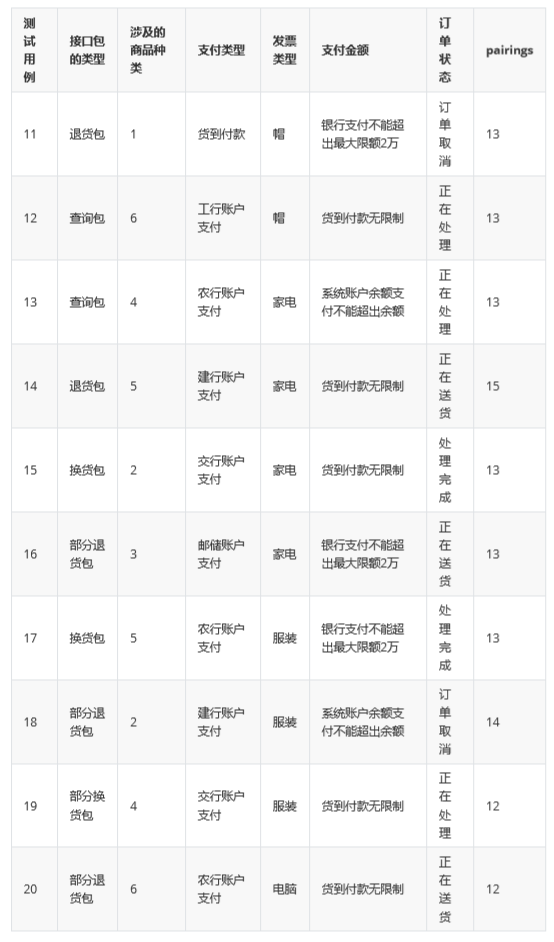 测试用例 接口包的类型 涉及的商品种类 支付类型 发票类型 支付金额 订单状态 pairings
11 退货包 1 货到付款 帽 银行支付不能超出最大限额2万 订单取消 13
12 查询包 6 工行账户支付 帽 货到付款无限制 正在处理 13
13 查询包 4 农行账户支付 家电 系统账户余额支付不能超出余额 正在处理 13
14 退货包 5 建行账户支付 家电 货到付款无限制 正在送货 15
15 换货包 2 交行账户支付 家电 货到付款无限制 处理完成 13
16 部分退货包 3 邮储账户支付 家电 银行支付不能超出最大限额2万 正在送货 13
17 换货包 5 农行账户支付 服装 银行支付不能超出最大限额2万 处理完成 13
18 部分退货包 2 建行账户支付 服装 系统账户余额支付不能超出余额 订单取消 14
19 部分换货包 4 交行账户支付 服装 货到付款无限制 正在处理 12
20 部分退货包 6 农行账户支付 电脑 货到付款无限制 正在送货 12